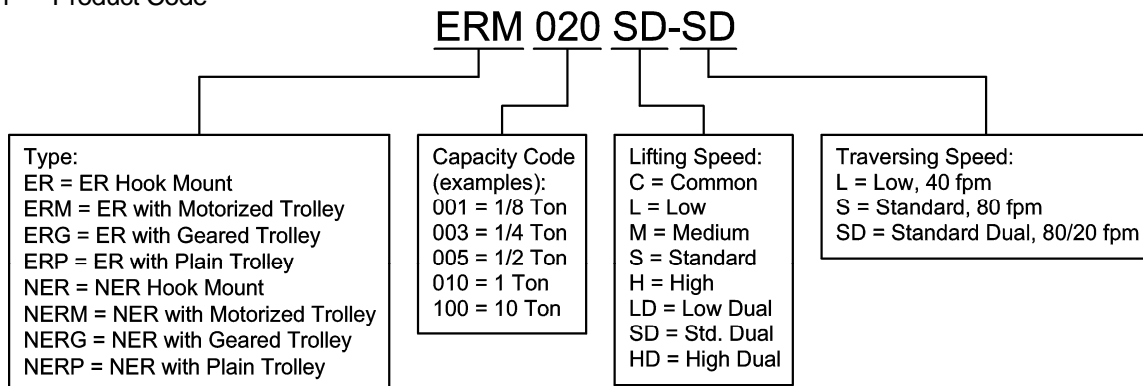 Product Code
ERM 020 SD-SD
Type:
ER = ER Hook Mount
ERM = ER with Motorized Trolley
ERG = ER with Geared Trolley
ERP = ER with Plain Trolley
NER = NER Hook Mount
NERM = NER with Motorized Trolley
NERG = NER with Geared Trolley
NERP = NER with Plain Trolley
Capacity Code
(examples):
001 = 1/8 Ton
003 = 1/4 Ton
005 = 1/2 Ton
010 = 1 Ton
100 = 10 Ton
Lifting Speed:
C = Common
L = Low
M = Medium
S = Standard
H = High
LD = Low Dual
SD = Std. Dual
HD = High Dual
Traversing Speed:
L = Low, 40 fpm
S = Standard, 80 fpm
SD = Standard Dual, 80/20 fpm